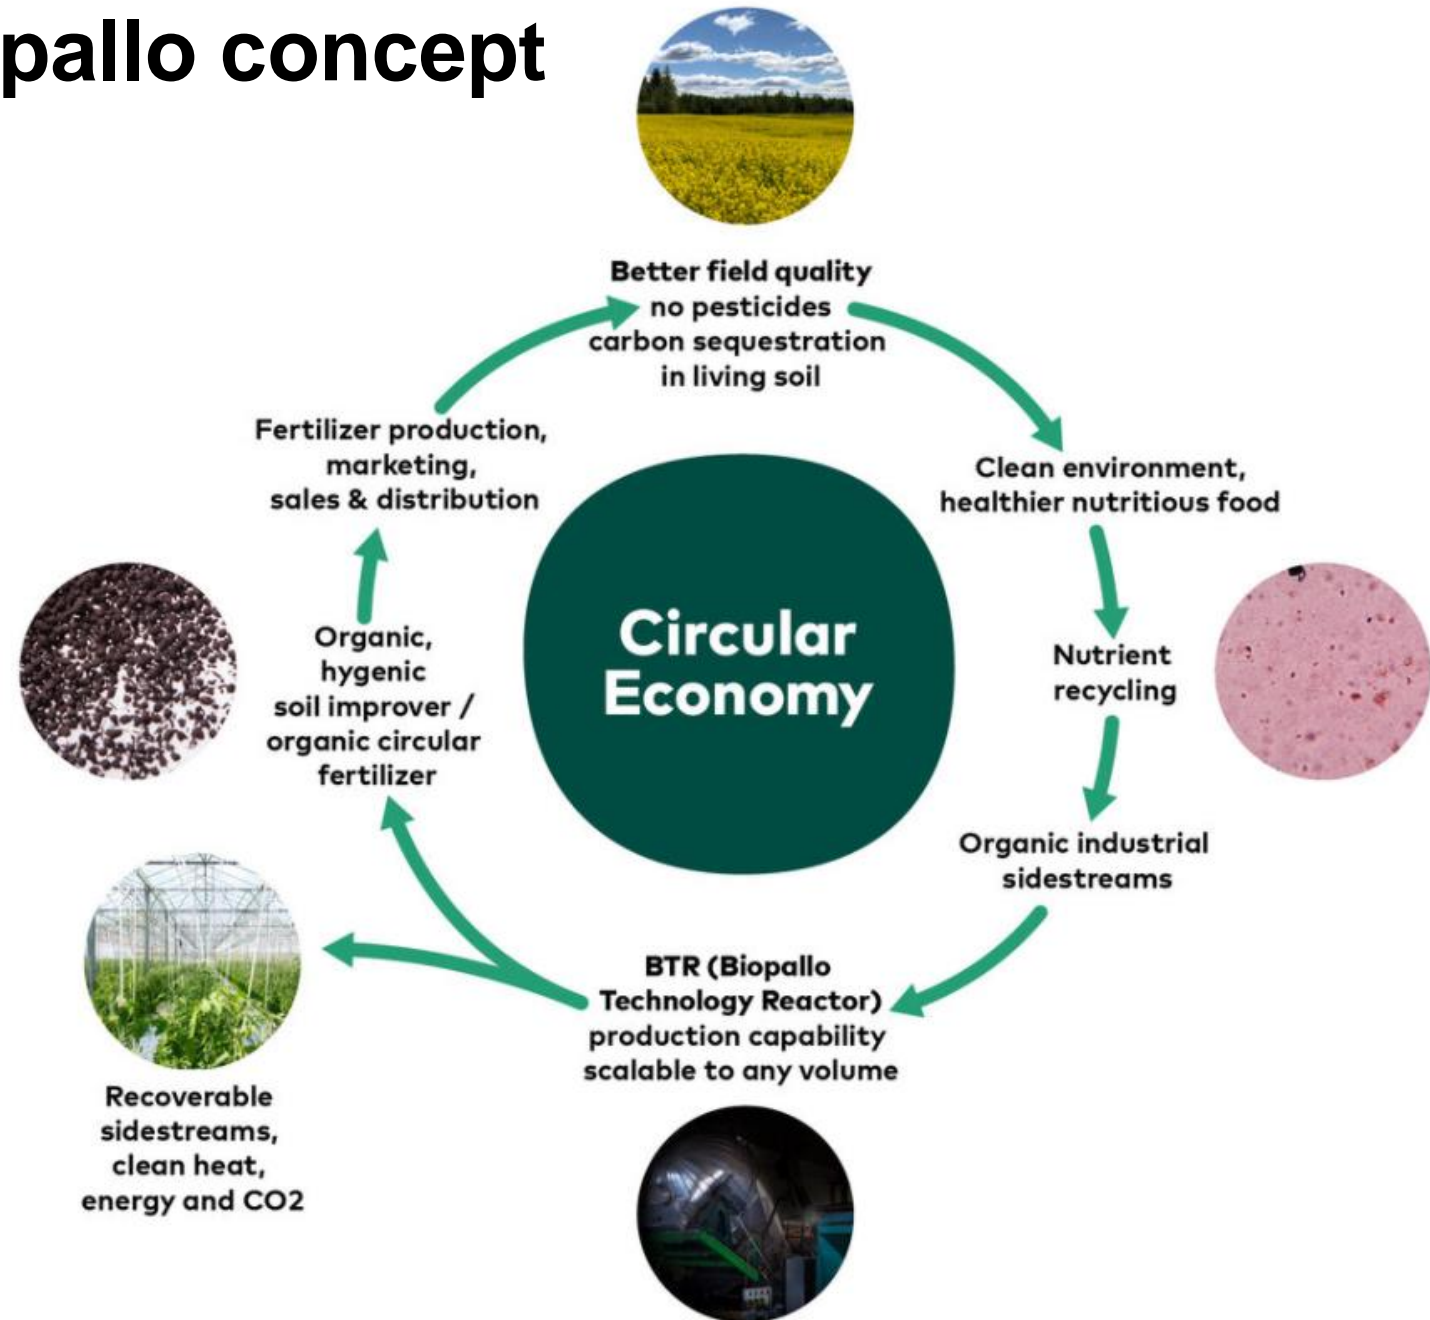 pallo concept
Better field quality
no pesticides
carbon sequestration
in living soil
Clean environment,
healthier nutritious food
Nutrient
recycling
Organic industrial
sidestreams
BTR (Biopallo
Technology Reactor)
production capability
scalable to any volume
Recoverable
sidestreams,
clean heat,
energy and CO2
Organic,
hygenic
soil improver /
organic circular
fertilizer
Fertilizer production,
marketing,
sales & distribution
Circular
Economy